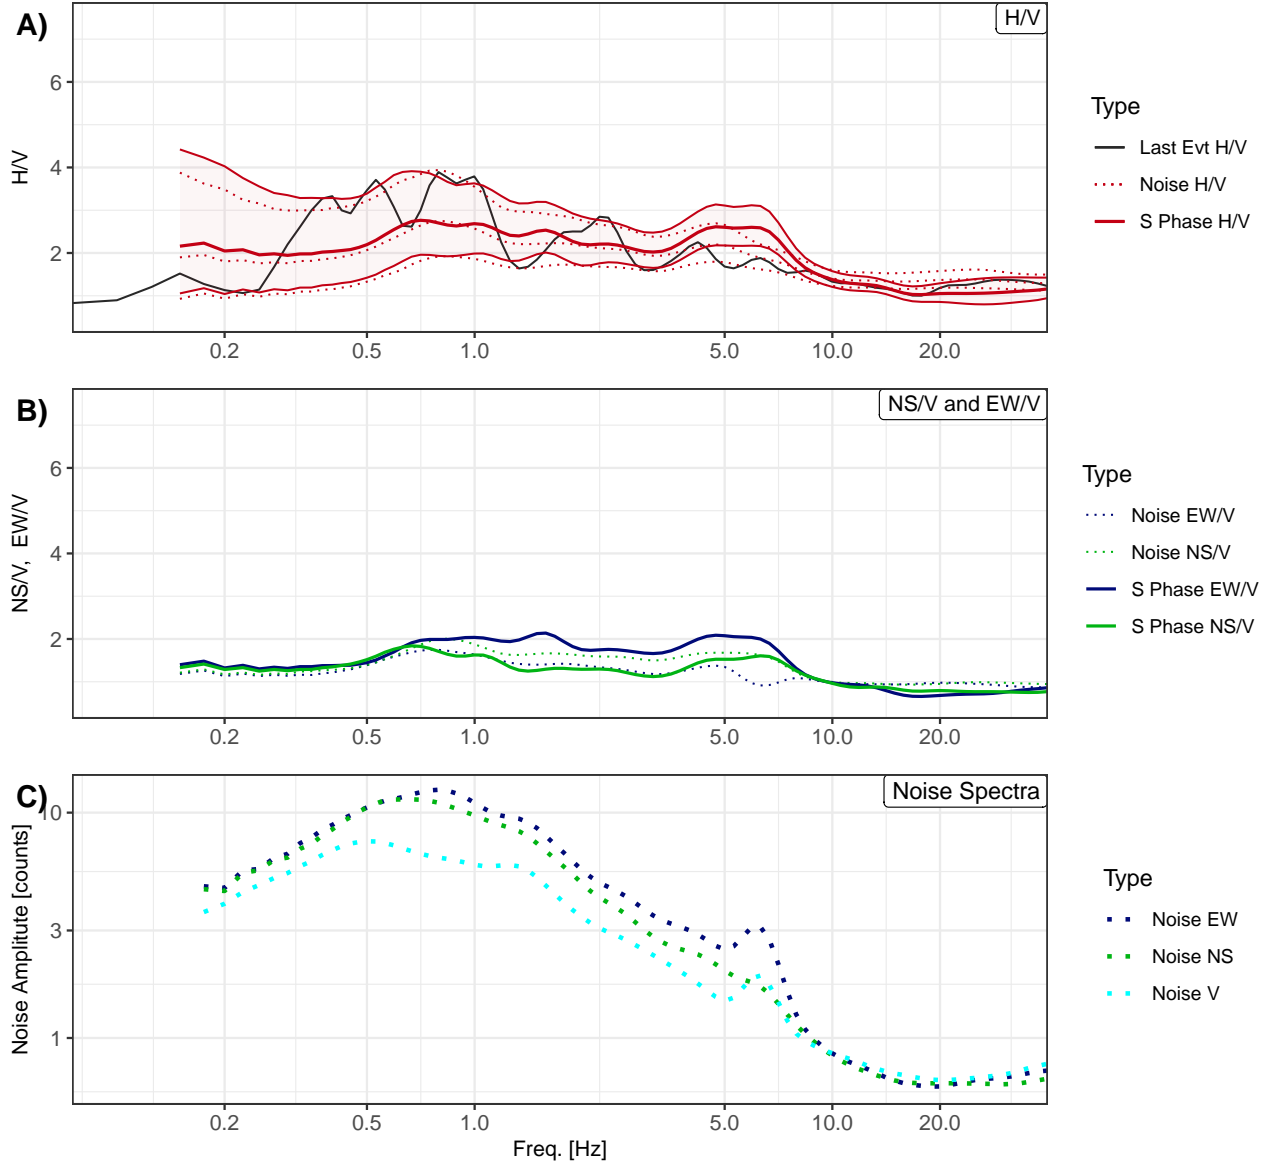 A)
H/V
6
4
2
H/V
0.2 0.5 1.0 5.0 10.0 20.0
Type
Last Evt H/V
Noise H/V
S Phase H/V
B)
NS/V and EW/V
6
4
2
NS/V, EW/V
0.2 0.5 1.0 5.0 10.0 20.0
Type
Noise EW/V
Noise NS/V
S Phase EW/V
S Phase NS/V
C)
Noise Spectra
10
3
1
Noise Amplitude [counts]
0.2 0.5 1.0 5.0 10.0 20.0
Freq. [Hz]
Type
Noise EW
Noise NS
Noise V